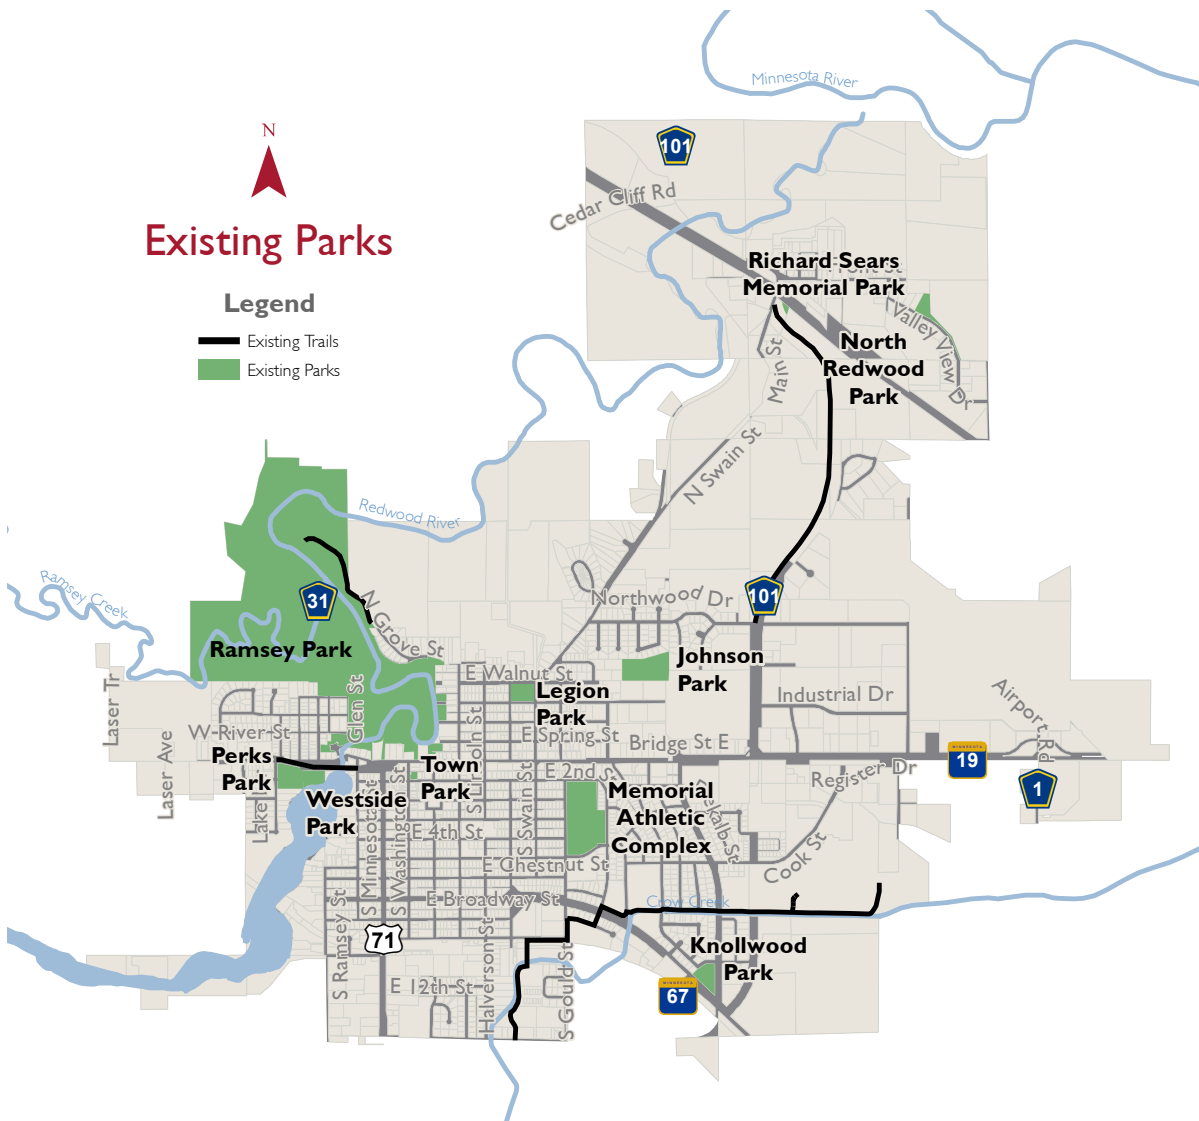 Minnesota River
101
Cedar Cliff Rd
N
Existing Parks
Legend
Existing Trails
Existing Parks
Front St
Richard Sears
Memorial Park
Valley View Dr
North
Redwood
Park
Main St
N Swain St
Redwood River
Ramsey Creek
31
N Grove St
Northwood Dr
101
Ramsey Park
Johnson
Park
E Walnut St
Legion
Park
Laser Tr
Glen St
Industrial Dr
Airport Rd
W River St
E Spring St
Bridge St E
Laser Ave
Perks
Park
Town
Park
S Lincoln St
E 2nd St
MINNESOTA
19
Register Dr
1
Westside
Park
Memorial
Athletic
Complex
S Minnesota St
S Washington St
S Swain St
E 4th St
Cook St
E Chestnut St
E Broadway St
Crow Creek
S Ramsey St
71
Halverson St
S Gould St
Knollwood
Park
E 12th St
MINNESOTA
67